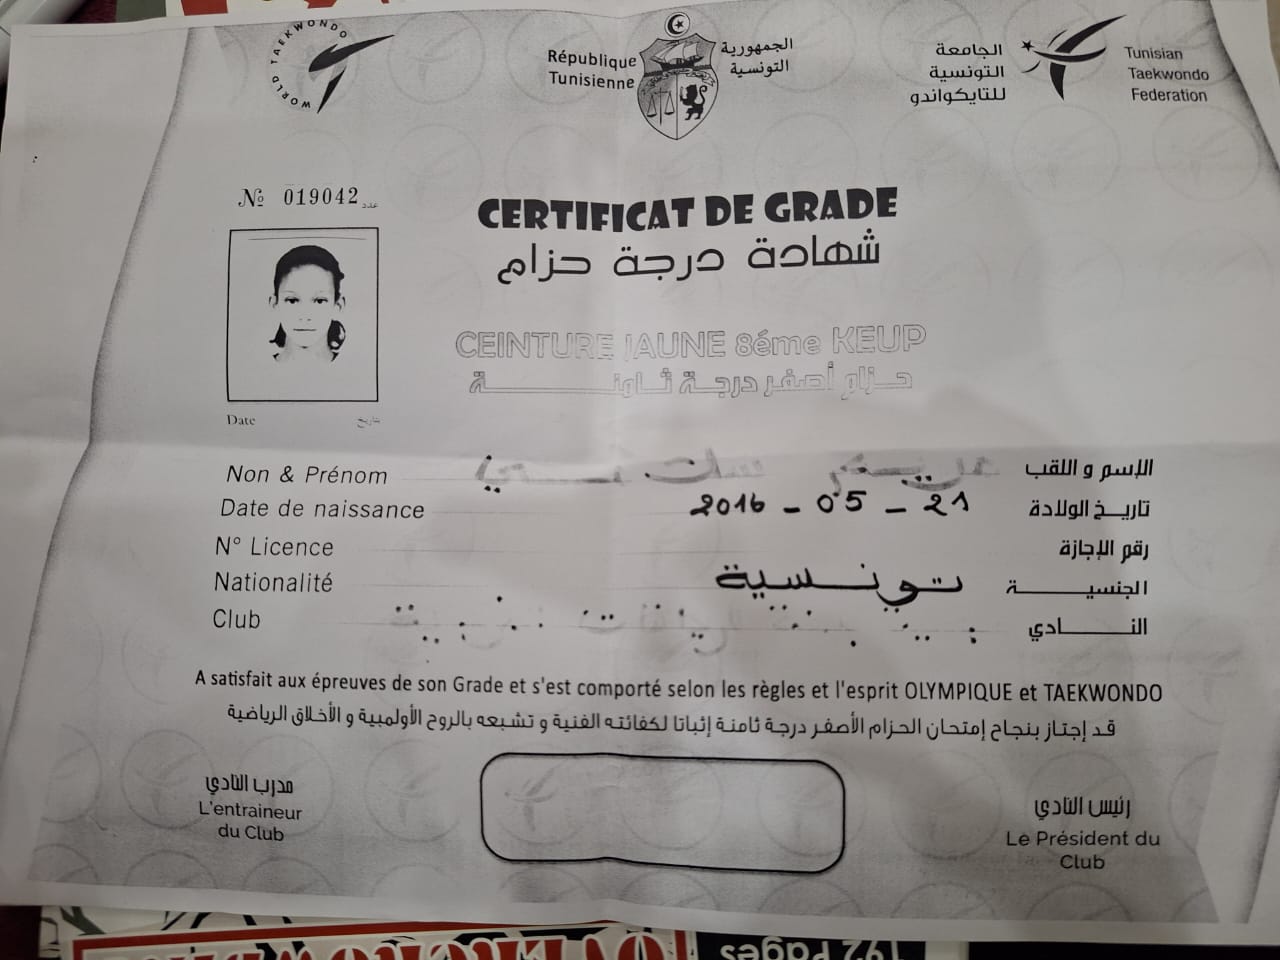 WORLD TAEKWONDO
République
Tunisienne
الجمهورية
التونسية
الجامعة
التونسية
للتايكواندو
Tunisian
Taekwondo
Federation
№ 019042 عدد
CERTIFICAT DE GRADE
شهادة درجة حزام
CEINTURE JAUNE 8éme KEUP
حزام أصفر درجة ثامنة
Date تاريخ
Non & Prénom الإسم و اللقب
Date de naissance 2016 - 05 - 21 تاريخ الولادة
N° Licence رقم الإجازة
Nationalité تونسية الجنسية
Club النادي
A satisfait aux épreuves de son Grade et s'est comporté selon les règles et l'esprit OLYMPIQUE et TAEKWONDO
قد إجتاز بنجاح إمتحان الحزام الأصفر درجة ثامنة إثباتا لكفائته الفنية و تشبعه بالروح الأولمبية و الأخلاق الرياضية
مدرب النادي
L'entraineur
du Club
رئيس النادي
Le Président du
Club
192 Pages